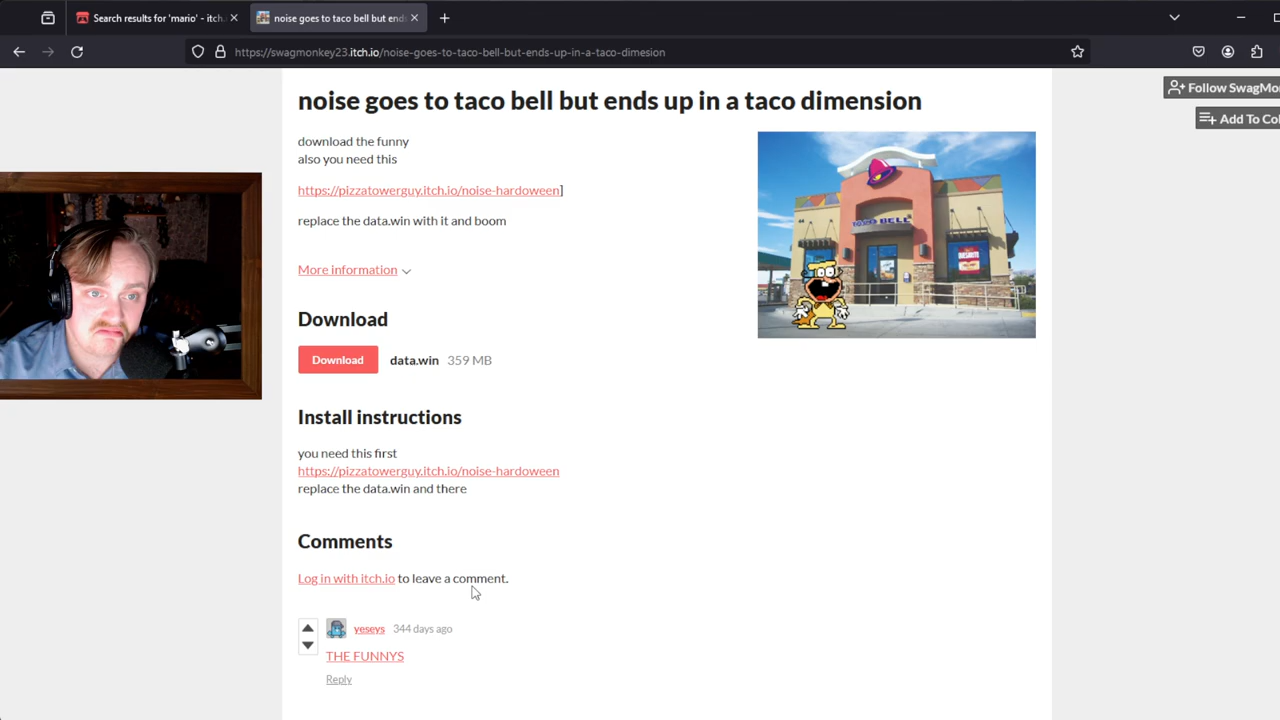 Search results for 'mario' - itch.
noise goes to taco bell but end
https://swagmonkey23.itch.io/noise-goes-to-taco-bell-but-ends-up-in-a-taco-dimesion
Follow SwagMo
Add To Col
noise goes to taco bell but ends up in a taco dimension
download the funny
also you need this
https://pizzatowerguy.itch.io/noise-hardoween]
replace the data.win with it and boom
TACO BELL
More information
Download
Download data.win 359 MB
Install instructions
you need this first
https://pizzatowerguy.itch.io/noise-hardoween
replace the data.win and there
Comments
Log in with itch.io to leave a comment.
yeseys 344 days ago
THE FUNNYS
Reply